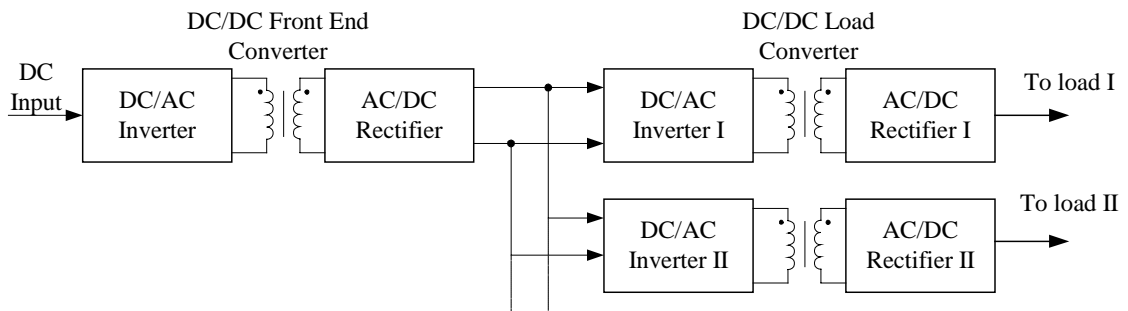 DC/DC Front End
Converter
DC/DC Load
Converter
DC
Input
DC/AC
Inverter
AC/DC
Rectifier
DC/AC
Inverter I
AC/DC
Rectifier I
To load I
DC/AC
Inverter II
AC/DC
Rectifier II
To load II